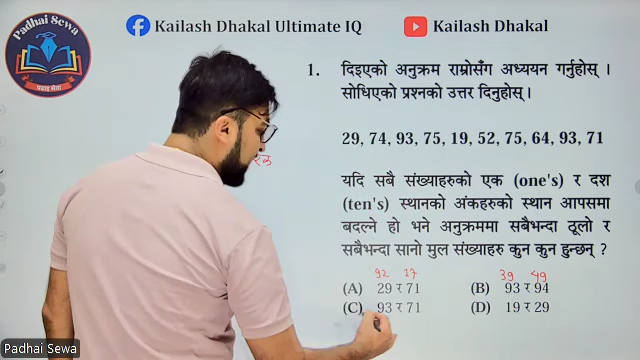 Padhai Sewa
पढाइ सेवा
Kailash Dhakal Ultimate IQ
Kailash Dhakal
1. दिइएको अनुक्रम राम्रोसँग अध्ययन गर्नुहोस् ।
सोधिएको प्रश्नको उत्तर दिनुहोस् ।
29, 74, 93, 75, 19, 52, 75, 64, 93, 71
यदि सबै संख्याहरुको एक (one's) र दश
(ten's) स्थानको अंकहरुको स्थान आपसमा
बदल्ने हो भने अनुक्रममा सबैभन्दा ठूलो र
सबैभन्दा सानो मुल संख्याहरु कुन कुन हुन्छन् ?
92 17 39 49
(A) 29 र 71 (B) 93 र 94
(C) 93 र 71 (D) 19 र 29
Padhai Sewa